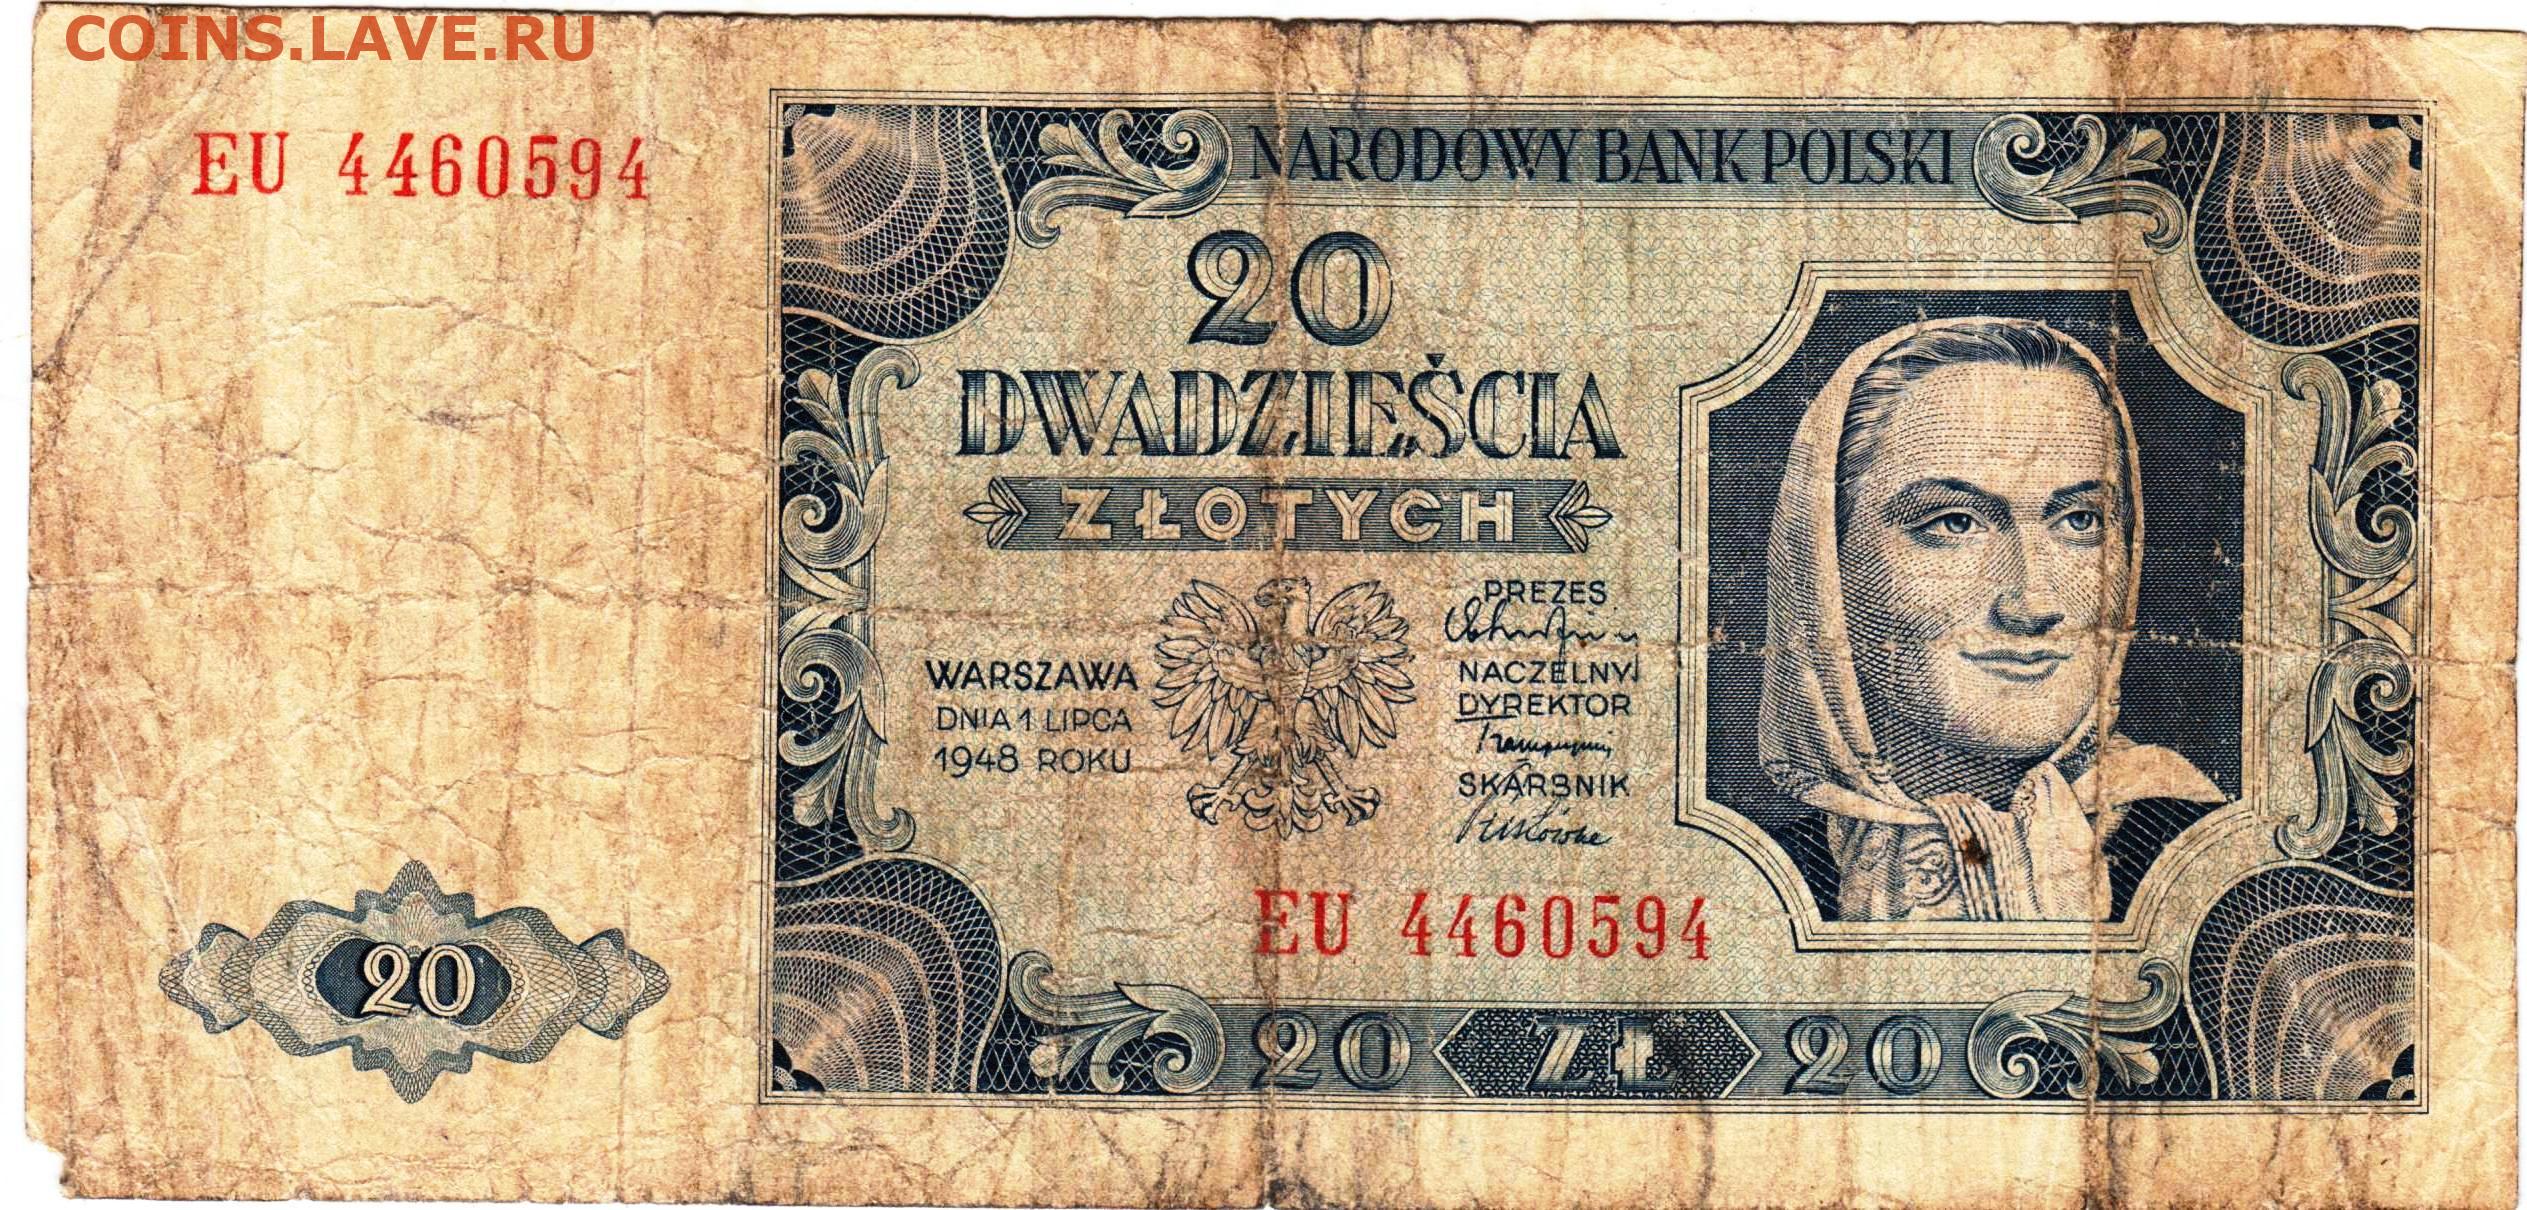 COINS.LAVE.RU
EU 4460594
NARODOWY BANK POLSKI
20
DWADZIEŚCIA
ZŁOTYCH
WARSZAWA
DNIA 1 LIPCA
1948 ROKU
PREZES
NACZELNY
DYREKTOR
SKARBNIK
EU 4460594
20
20 ZŁ 20